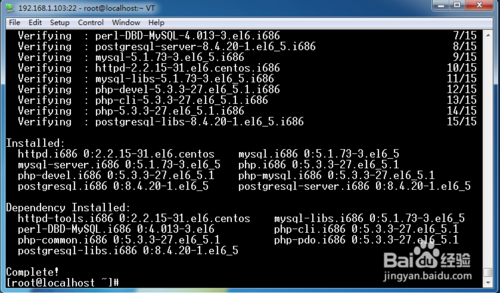 192.168.1.103:22 - root@localhost:~ VT
File Edit Setup Control Window Help
Verifying : perl-DBD-MySQL-4.013-3.el6.i686 7/15
Verifying : postgresql-server-8.4.20-1.el6_5.i686 8/15
Verifying : mysql-5.1.73-3.el6_5.i686 9/15
Verifying : httpd-2.2.15-31.el6.centos.i686 10/15
Verifying : mysql-libs-5.1.73-3.el6_5.i686 11/15
Verifying : php-devel-5.3.3-27.el6_5.1.i686 12/15
Verifying : php-cli-5.3.3-27.el6_5.1.i686 13/15
Verifying : php-5.3.3-27.el6_5.1.i686 14/15
Verifying : postgresql-libs-8.4.20-1.el6_5.i686 15/15
Installed:
httpd.i686 0:2.2.15-31.el6.centos mysql.i686 0:5.1.73-3.el6_5
mysql-server.i686 0:5.1.73-3.el6_5 php.i686 0:5.3.3-27.el6_5.1
php-devel.i686 0:5.3.3-27.el6_5.1 php-mysql.i686 0:5.3.3-27.el6_5.1
postgresql.i686 0:8.4.20-1.el6_5 postgresql-server.i686 0:8.4.20-1.el6_5
Dependency Installed:
httpd-tools.i686 0:2.2.15-31.el6.centos mysql-libs.i686 0:5.1.73-3.el6_5
perl-DBD-MySQL.i686 0:4.013-3.el6 php-cli.i686 0:5.3.3-27.el6_5.1
php-common.i686 0:5.3.3-27.el6_5.1 php-pdo.i686 0:5.3.3-27.el6_5.1
postgresql-libs.i686 0:8.4.20-1.el6_5
Complete!
[root@localhost ~]#
Baidu 经验
jingyan.baidu.com